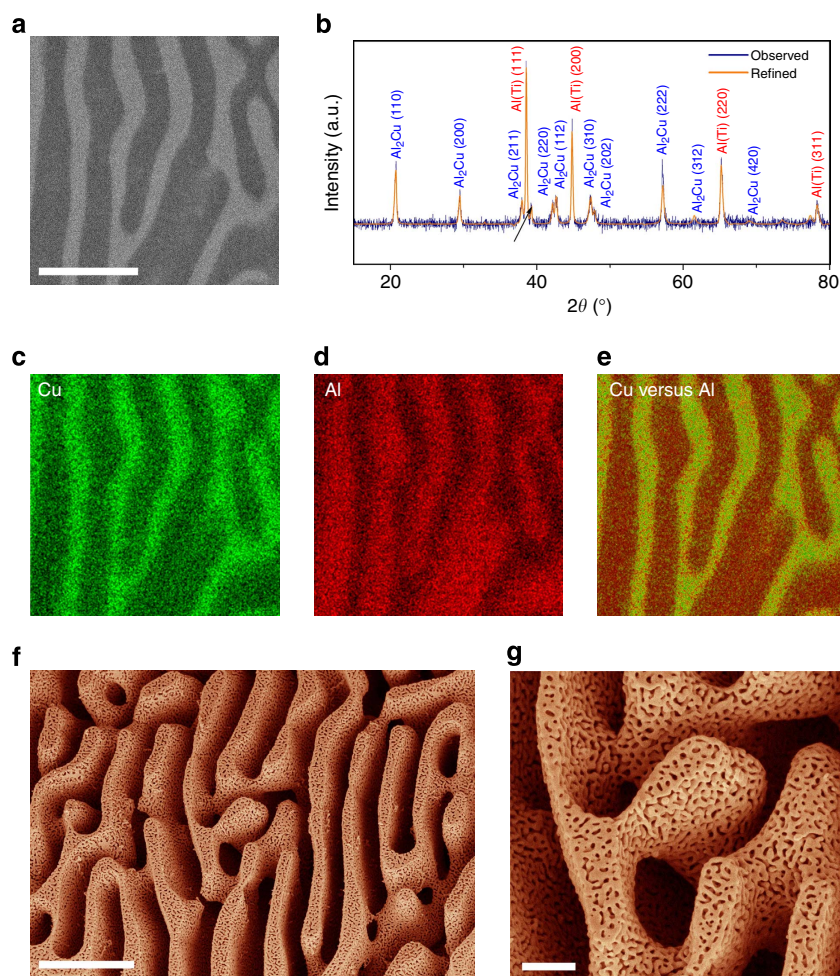 a
b
Intensity (a.u.)
Al₂Cu (110)
Al₂Cu (200)
Al₂Cu (211)
Al(Ti) (111)
Al₂Cu (220)
Al₂Cu (112)
Al(Ti) (200)
Al₂Cu (310)
Al₂Cu (202)
Al₂Cu (222)
Al₂Cu (312)
Al(Ti) (220)
Al₂Cu (420)
Al(Ti) (311)
Observed
Refined
20 40 60 80
2θ (°)
c
Cu
d
Al
e
Cu versus Al
f
g